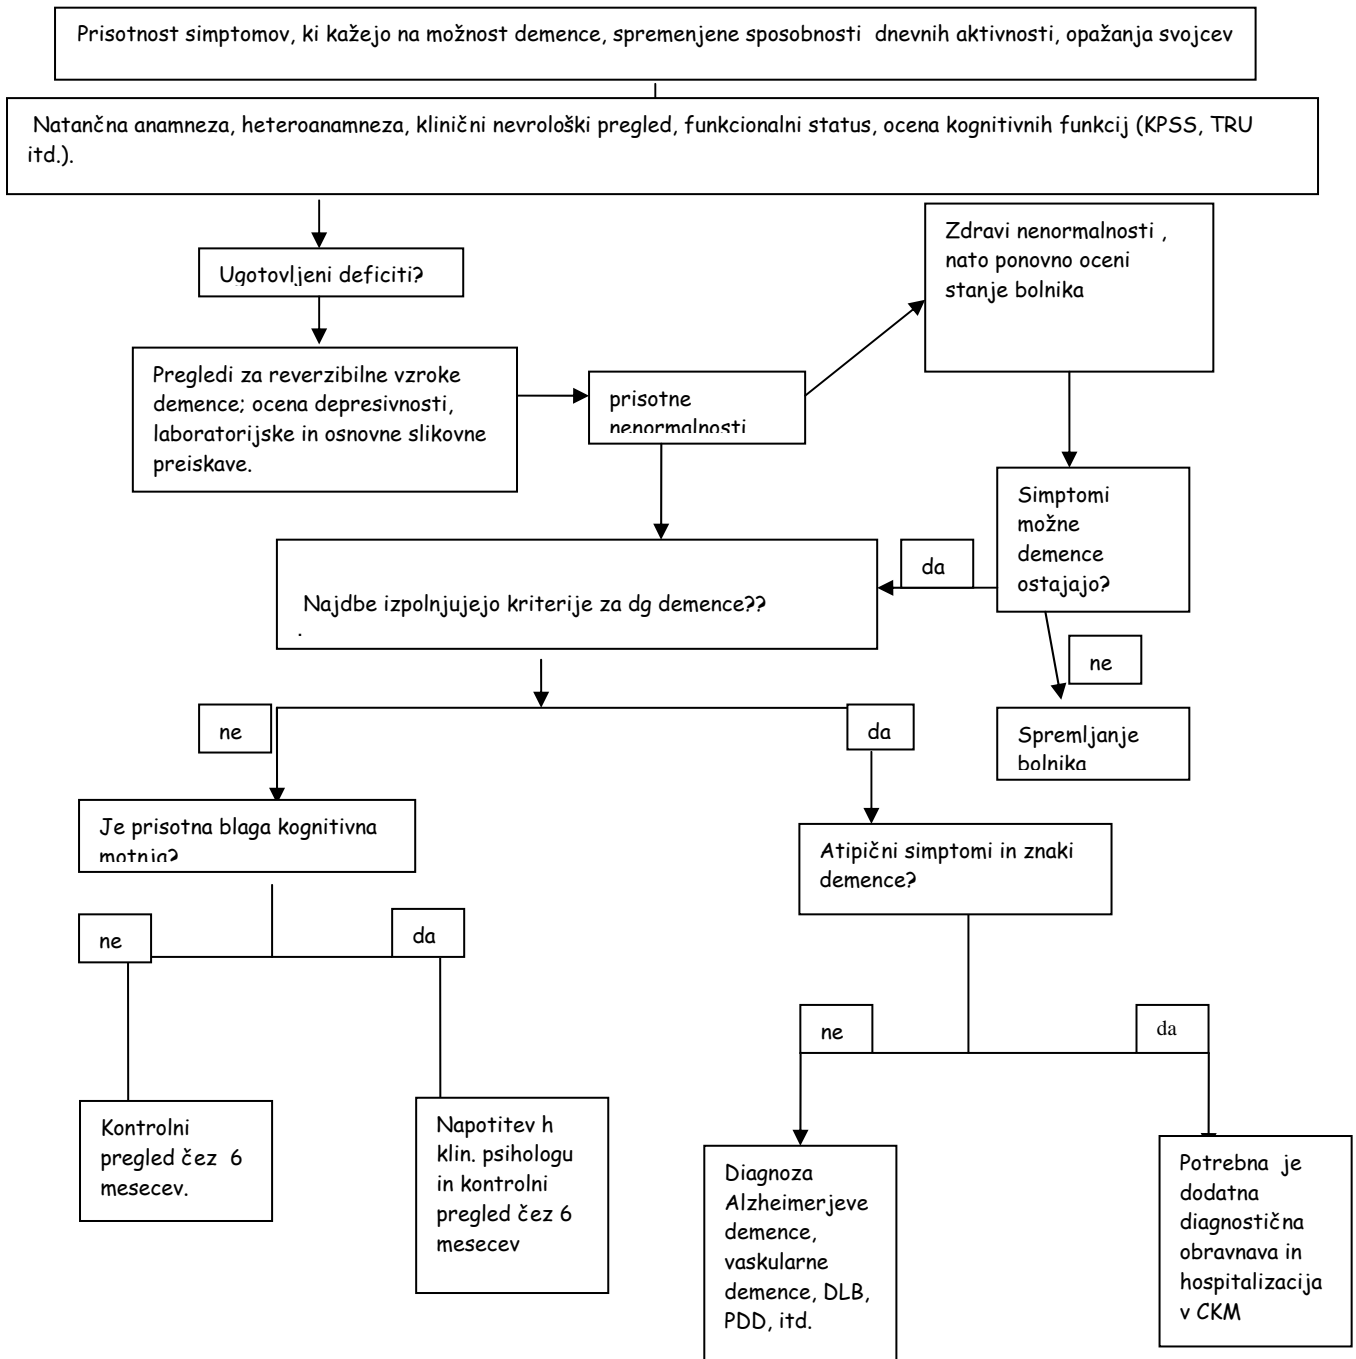 Prisotnost simptomov, ki kažejo na možnost demence, spremenjene sposobnosti dnevnih aktivnosti, opažanja svojcev
Natančna anamneza, heteroanamneza, klinični nevrološki pregled, funkcionalni status, ocena kognitivnih funkcij (KPSS, TRU
itd.).
Zdravi nenormalnosti ,
nato ponovno oceni
stanje bolnika
Ugotovljeni deficiti?
Pregledi za reverzibilne vzroke
demence; ocena depresivnosti,
laboratorijske in osnovne slikovne
preiskave.
prisotne
nenormalnosti
Simptomi
možne
demence
ostajajo?
da
Najdbe izpolnjujejo kriterije za dg demence??
.
ne
Spremljanje
bolnika
ne
da
Je prisotna blaga kognitivna
motnja?
Atipični simptomi in znaki
demence?
ne
da
ne
da
Kontrolni
pregled čez 6
mesecev.
Napotitev h
klin. psihologu
in kontrolni
pregled čez 6
mesecev
Diagnoza
Alzheimerjeve
demence,
vaskularne
demence, DLB,
PDD, itd.
Potrebna je
dodatna
diagnostična
obravnava in
hospitalizacija
v CKM